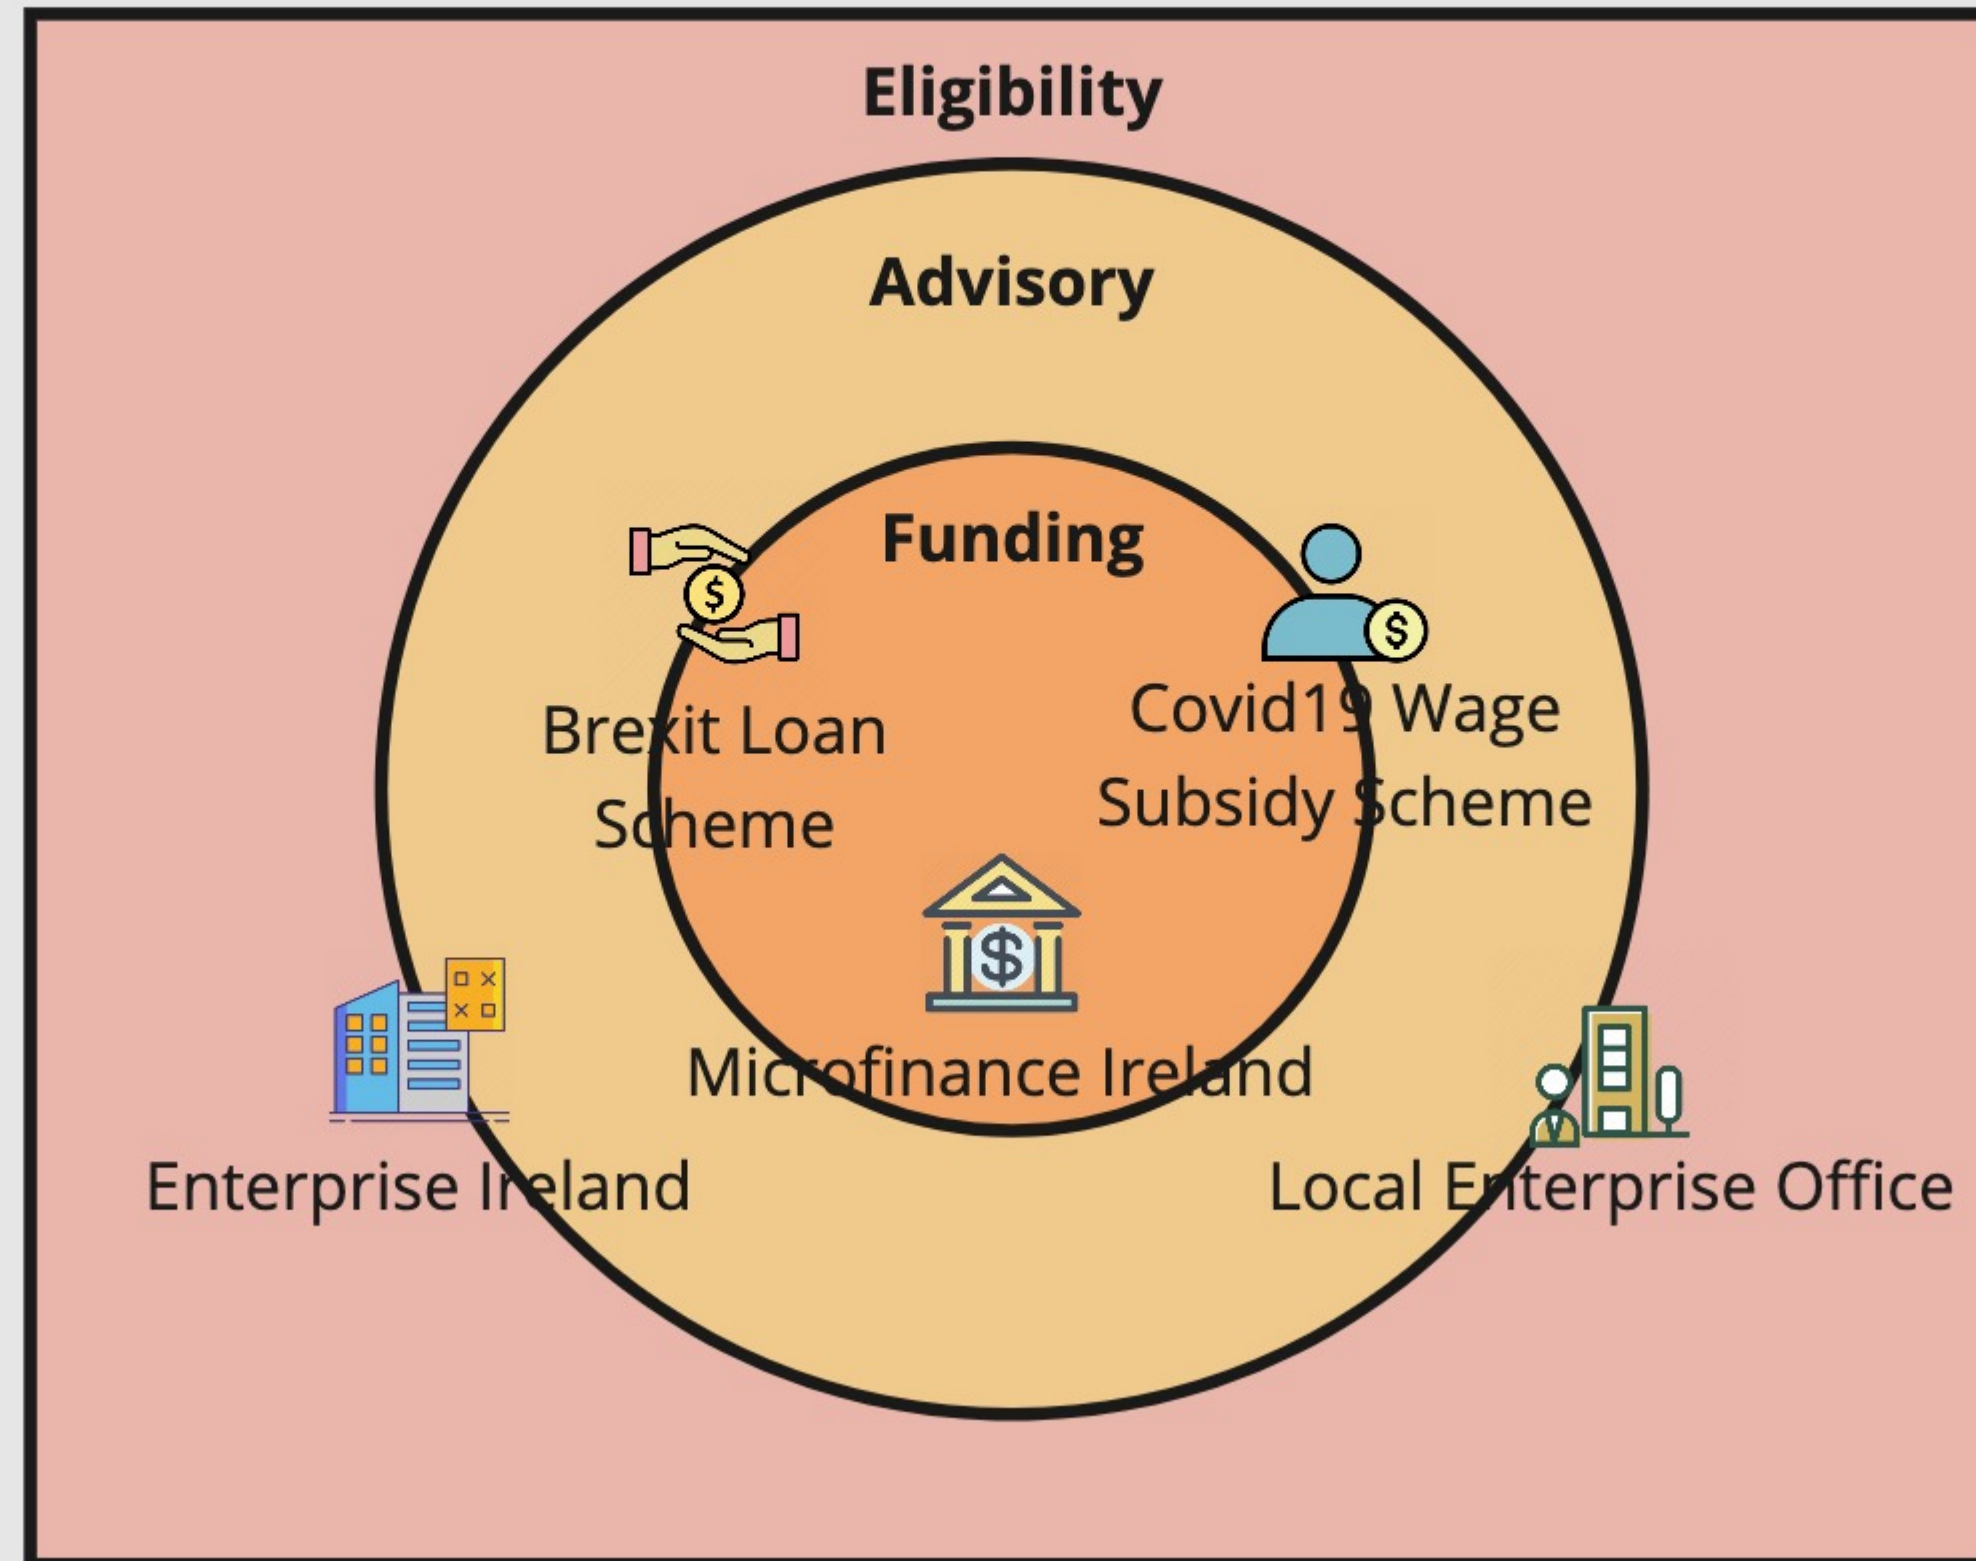 Eligibility
Advisory
Funding
Brexit Loan
Scheme
Covid19 Wage
Subsidy Scheme
Microfinance Ireland
Enterprise Ireland
Local Enterprise Office